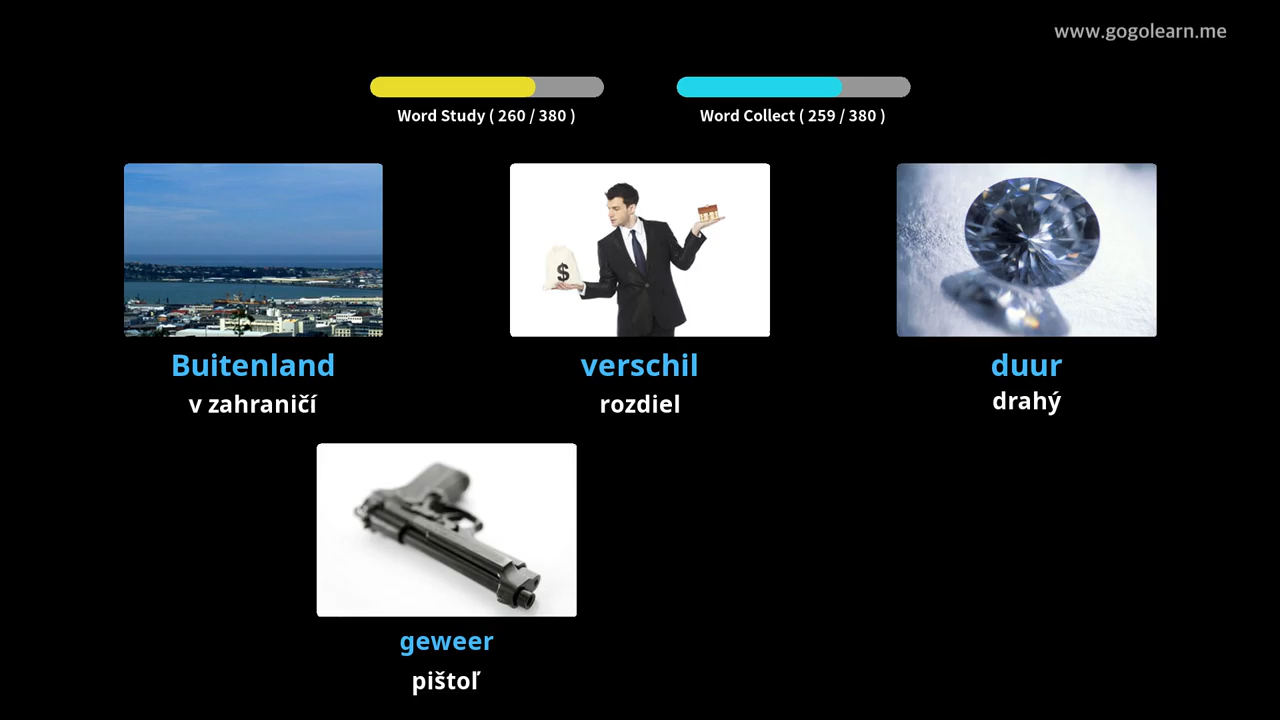 www.gogolearn.me
Word Study ( 260 / 380 )
Word Collect ( 259 / 380 )
$
Buitenland
verschil
duur
v zahraničí
rozdiel
drahý
geweer
pištoľ